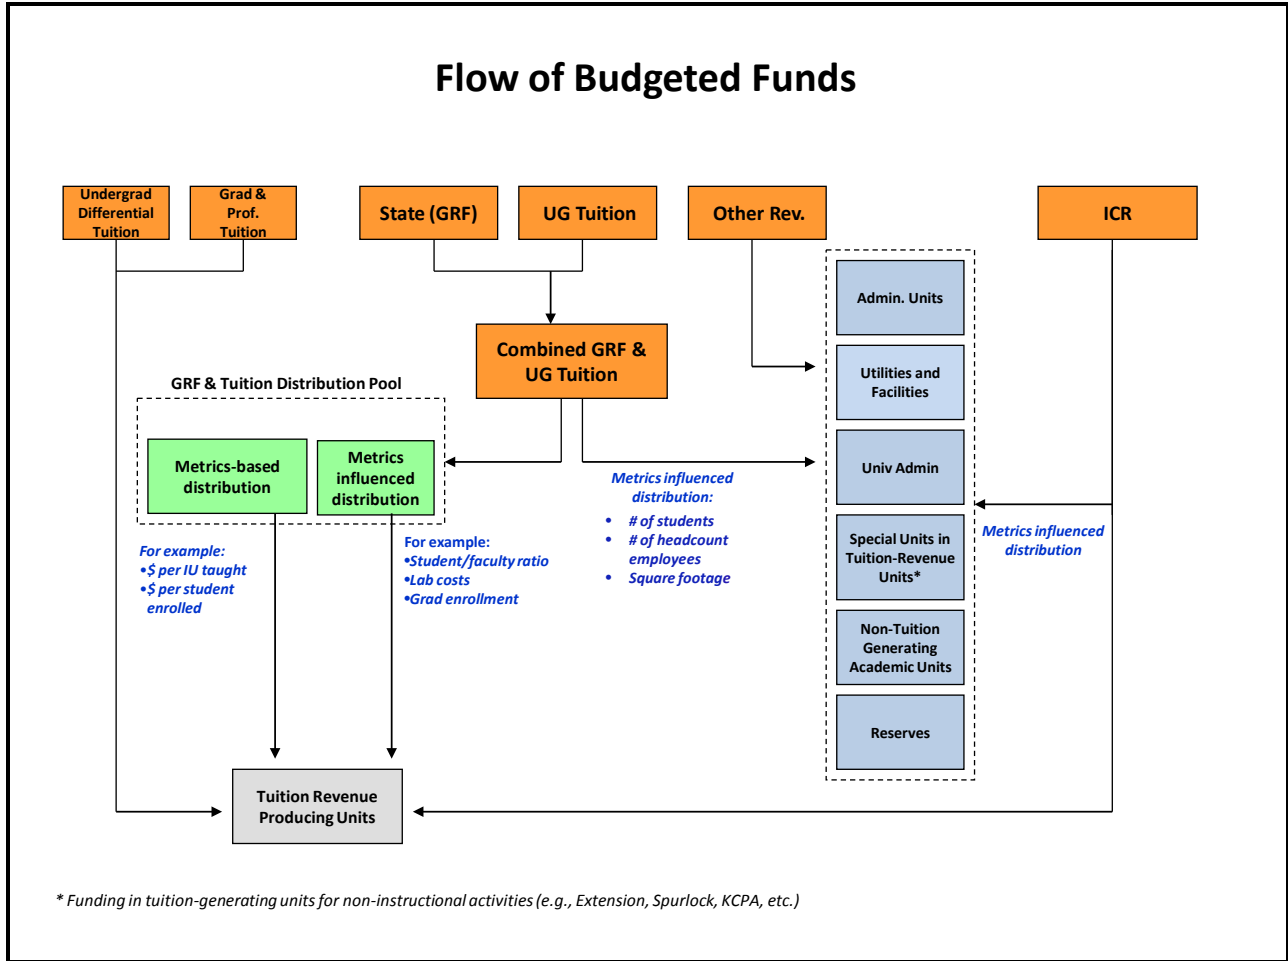 Flow of Budgeted Funds
Undergrad
Differential
Tuition
Grad &
Prof.
Tuition
State (GRF)
UG Tuition
Other Rev.
ICR
Admin. Units
Combined GRF &
UG Tuition
Utilities and
Facilities
GRF & Tuition Distribution Pool
Metrics-based
distribution
Metrics
influenced
distribution
Univ Admin
Metrics influenced
distribution:
• # of students
• # of headcount
employees
• Square footage
Special Units in
Tuition-Revenue
Units*
Metrics influenced
distribution
For example:
•$ per IU taught
•$ per student
enrolled
For example:
•Student/faculty ratio
•Lab costs
•Grad enrollment
Non-Tuition
Generating
Academic Units
Reserves
Tuition Revenue
Producing Units
* Funding in tuition-generating units for non-instructional activities (e.g., Extension, Spurlock, KCPA, etc.)